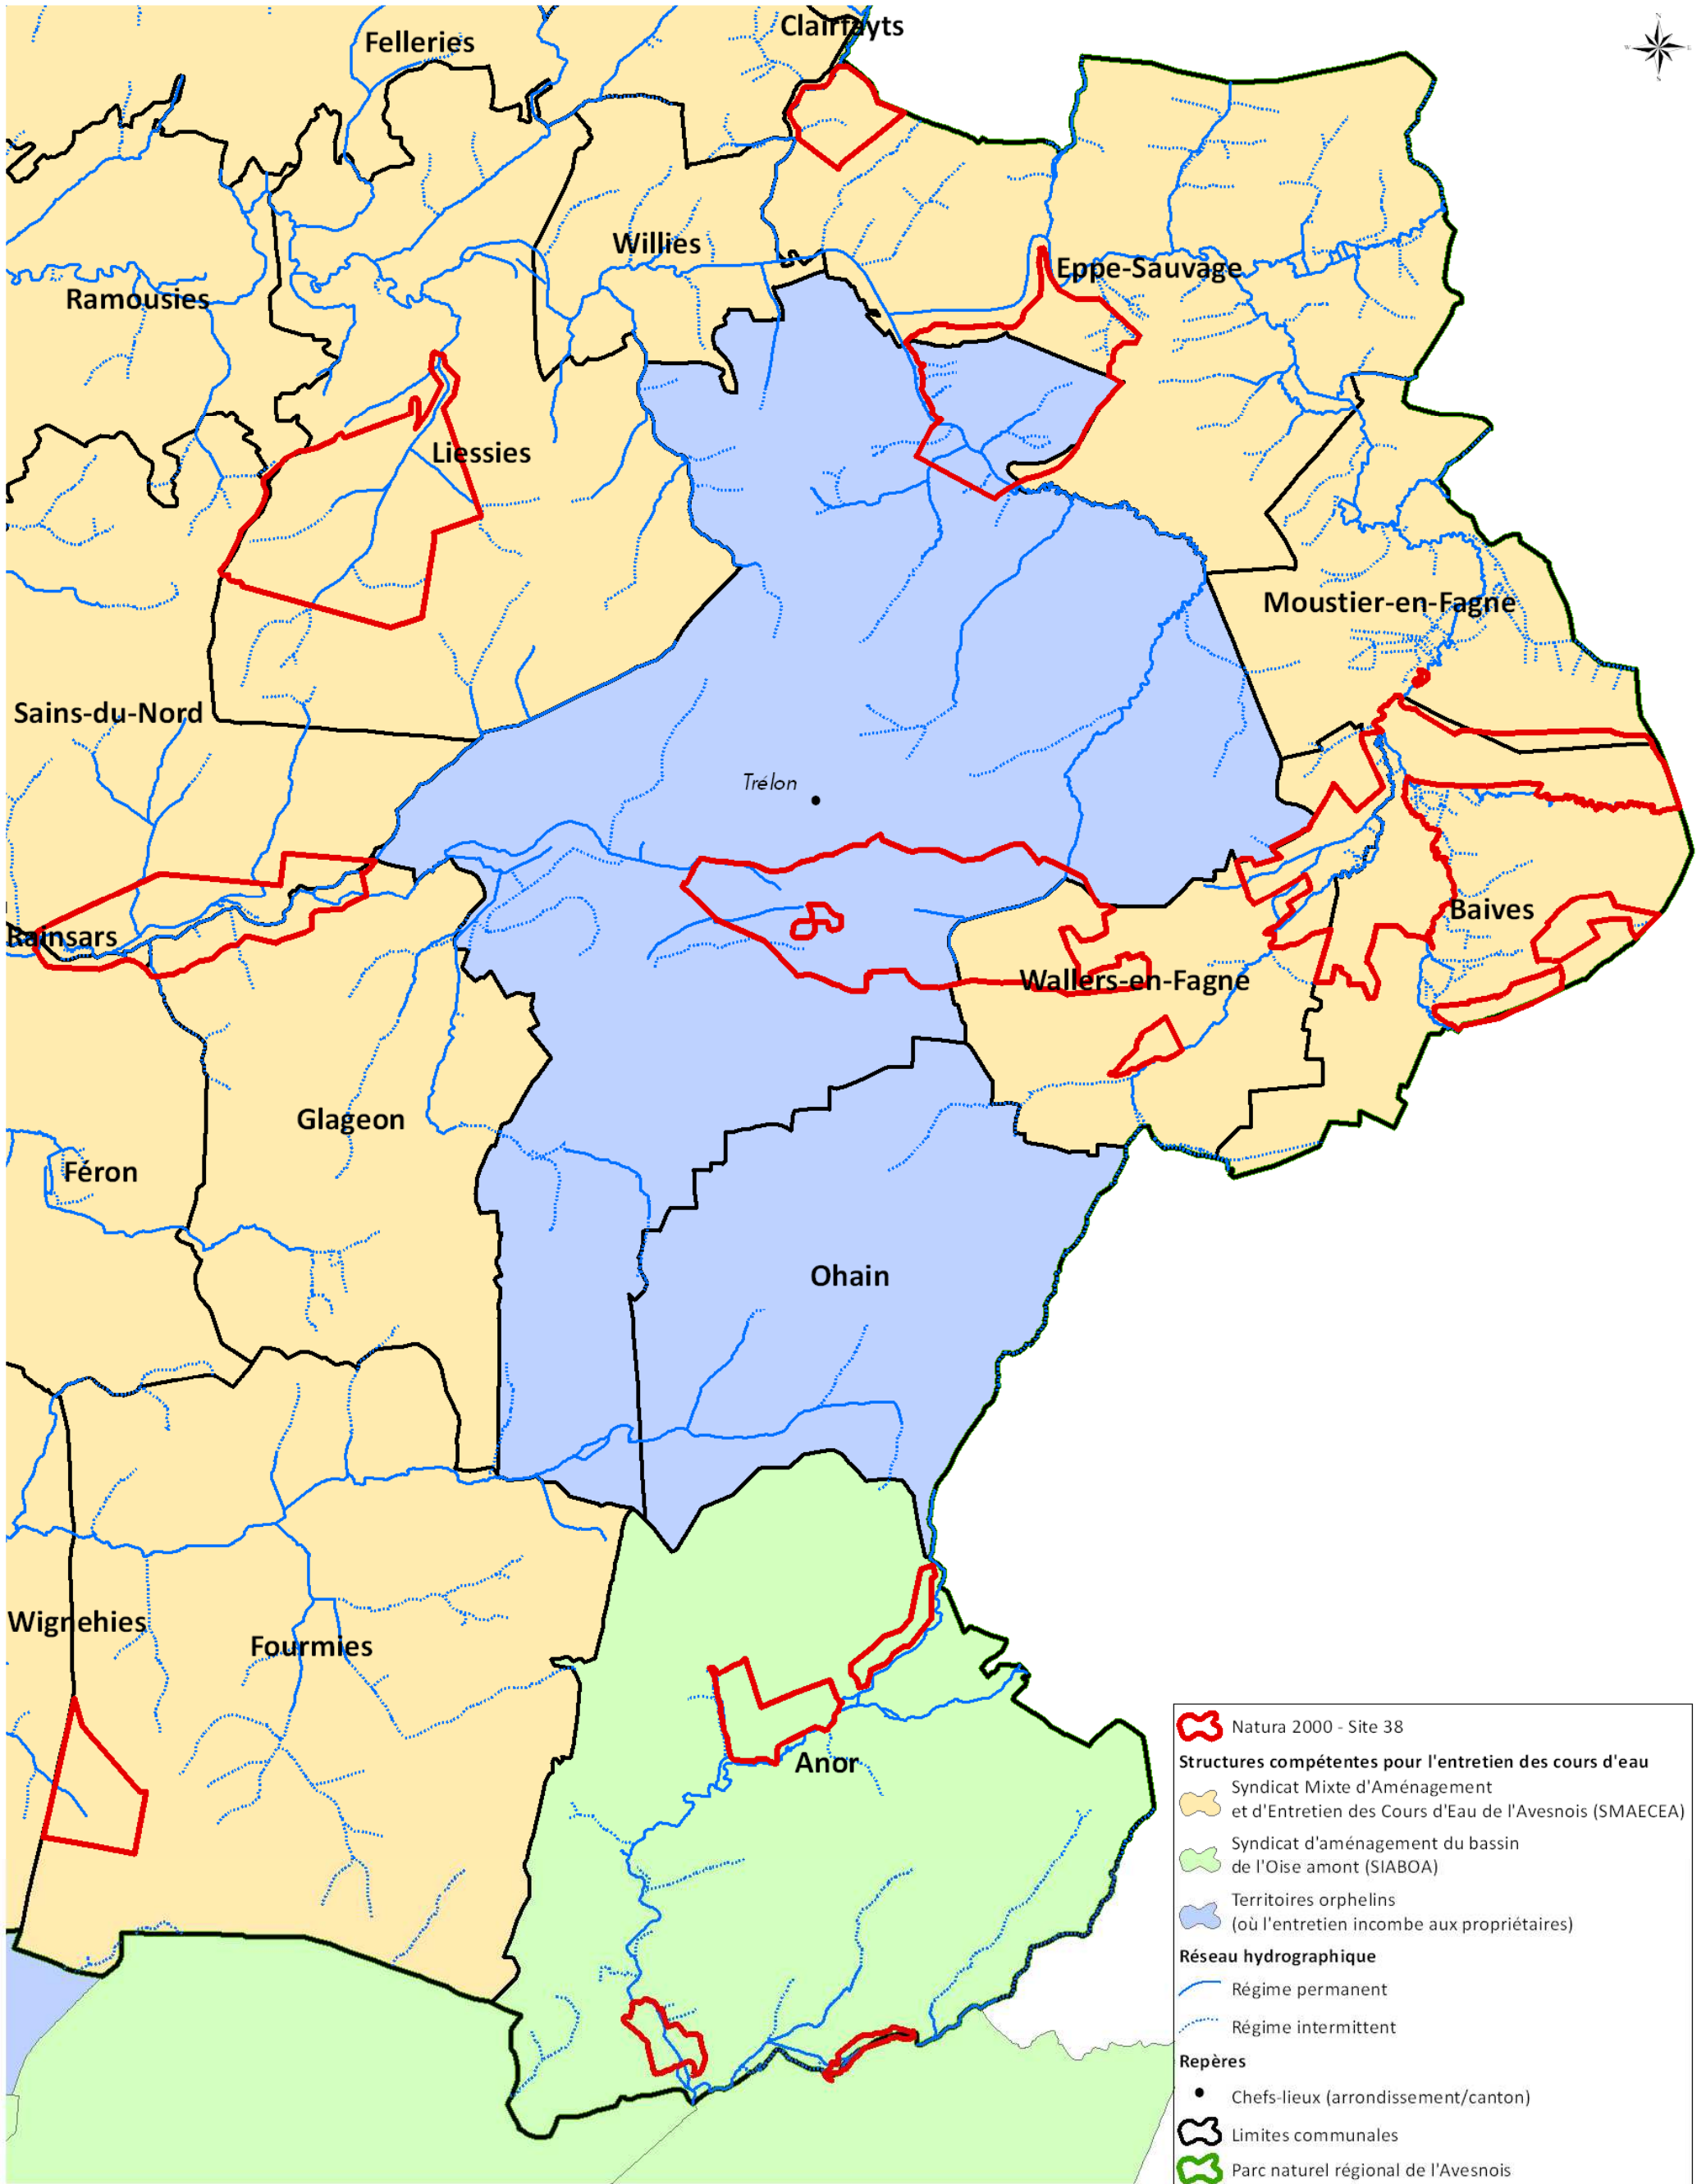 Clairfayts
Felleries
Willies
Eppe-Sauvage
Ramousies
Liessies
Moustier-en-Fagne
Sains-du-Nord
Trélon
Baives
Rainsars
Wallers-en-Fagne
Glageon
Féron
Ohain
Wignehies
Fourmies
Anor
Natura 2000 - Site 38
Structures compétentes pour l'entretien des cours d'eau
Syndicat Mixte d'Aménagement
et d'Entretien des Cours d'Eau de l'Avesnois (SMAECEA)
Syndicat d'aménagement du bassin
de l'Oise amont (SIABOA)
Territoires orphelins
(où l'entretien incombe aux propriétaires)
Réseau hydrographique
Régime permanent
Régime intermittent
Repères
Chefs-lieux (arrondissement/canton)
Limites communales
Parc naturel régional de l'Avesnois